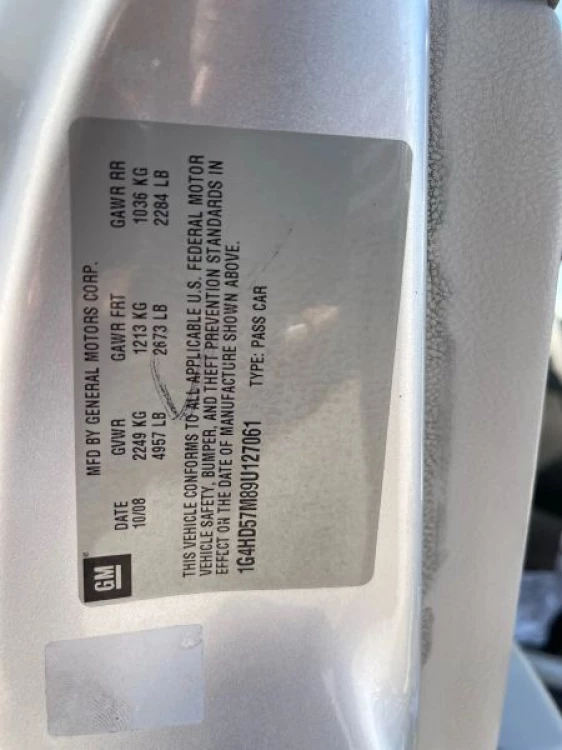 GM
MFD BY GENERAL MOTORS CORP.
DATE GVWR GAWR FRT GAWR RR
10/08 2249 KG 1213 KG 1036 KG
4957 LB 2673 LB 2284 LB
THIS VEHICLE CONFORMS TO ALL APPLICABLE U.S. FEDERAL MOTOR
VEHICLE SAFETY, BUMPER, AND THEFT PREVENTION STANDARDS IN
EFFECT ON THE DATE OF MANUFACTURE SHOWN ABOVE.
1G4HD57M89U127061 TYPE: PASS CAR